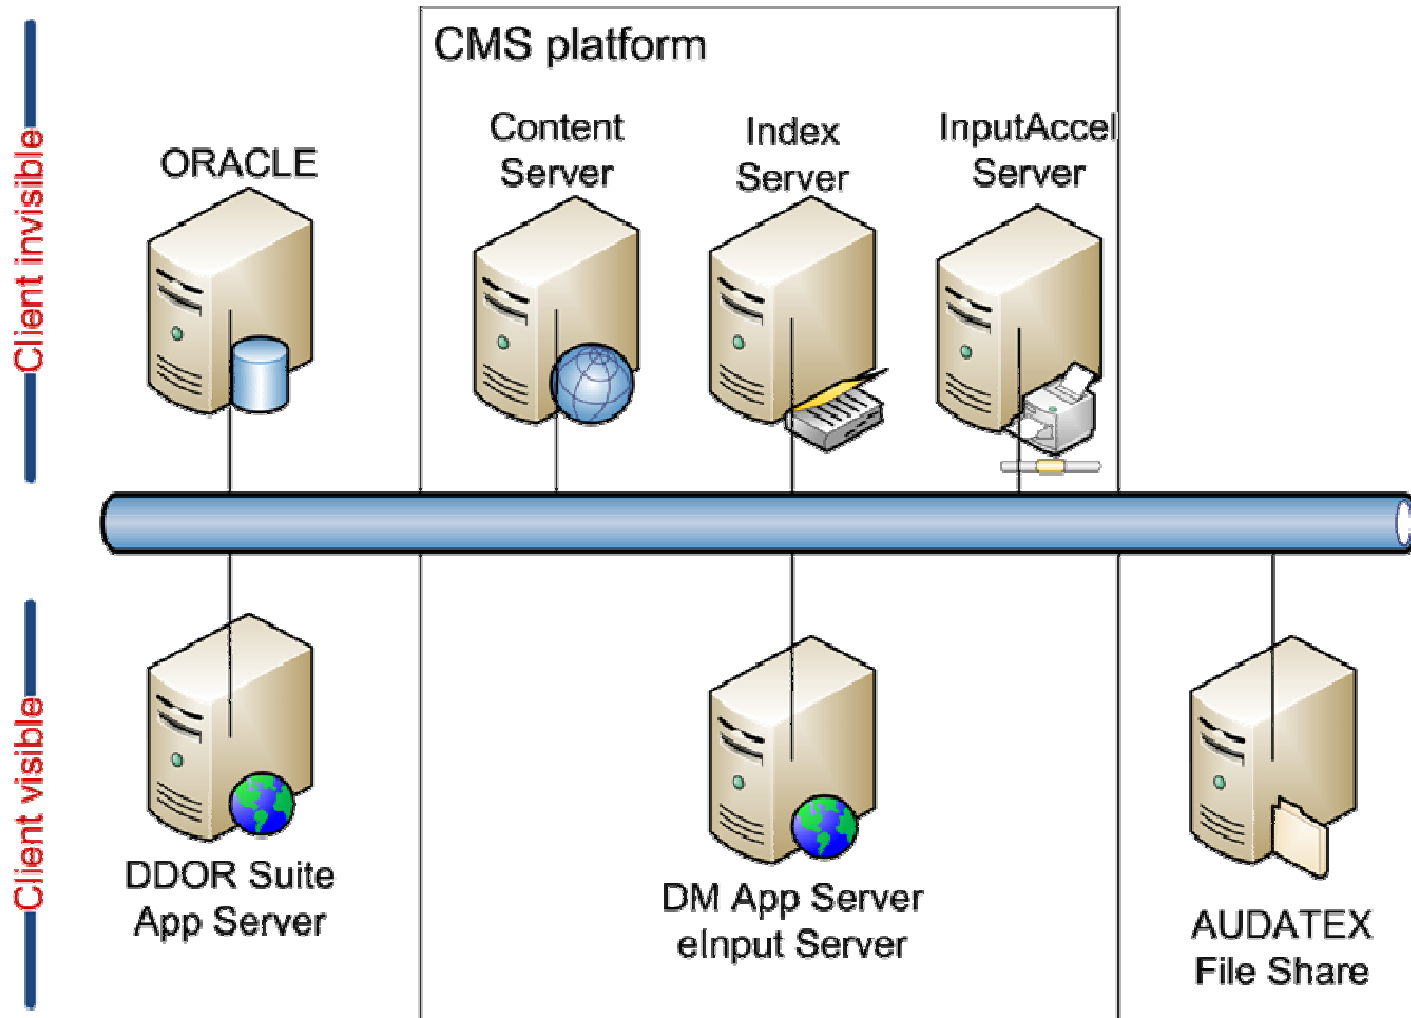 CMS platform
Client invisible
ORACLE
Content
Server
Index
Server
InputAccel
Server
Client visible
DDOR Suite
App Server
DM App Server
eInput Server
AUDATEX
File Share